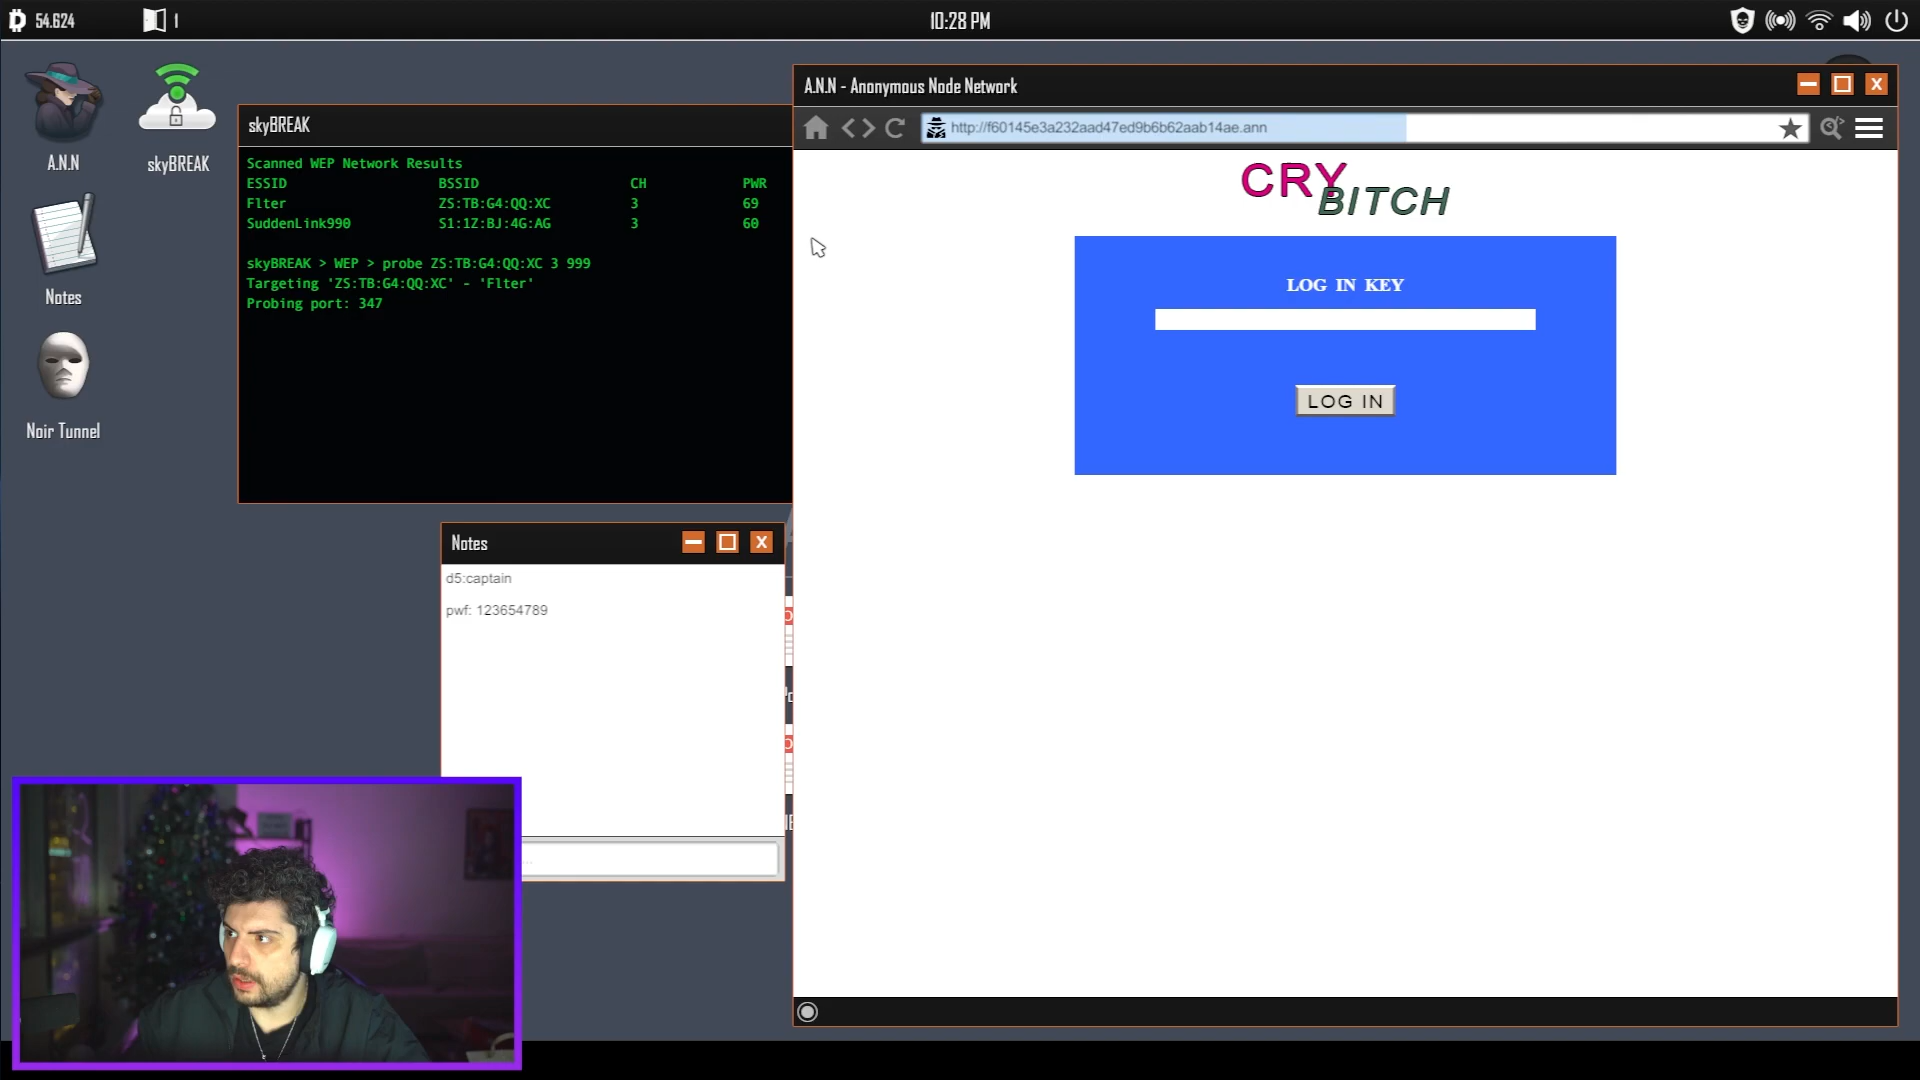 54.624
1
10:28 PM
A.N.N
skyBREAK
Notes
Noir Tunnel
skyBREAK
Scanned WEP Network Results
ESSID BSSID CH PWR
Flter ZS:TB:G4:QQ:XC 3 69
SuddenLink990 S1:1Z:BJ:4G:AG 3 60
skyBREAK > WEP > probe ZS:TB:G4:QQ:XC 3 999
Targeting 'ZS:TB:G4:QQ:XC' - 'Flter'
Probing port: 347
Notes
d5:captain
pwf: 123654789
A.N.N - Anonymous Node Network
http://f60145e3a232aad47ed9b6b62aab14ae.ann
CRY
BITCH
LOG IN KEY
LOG IN